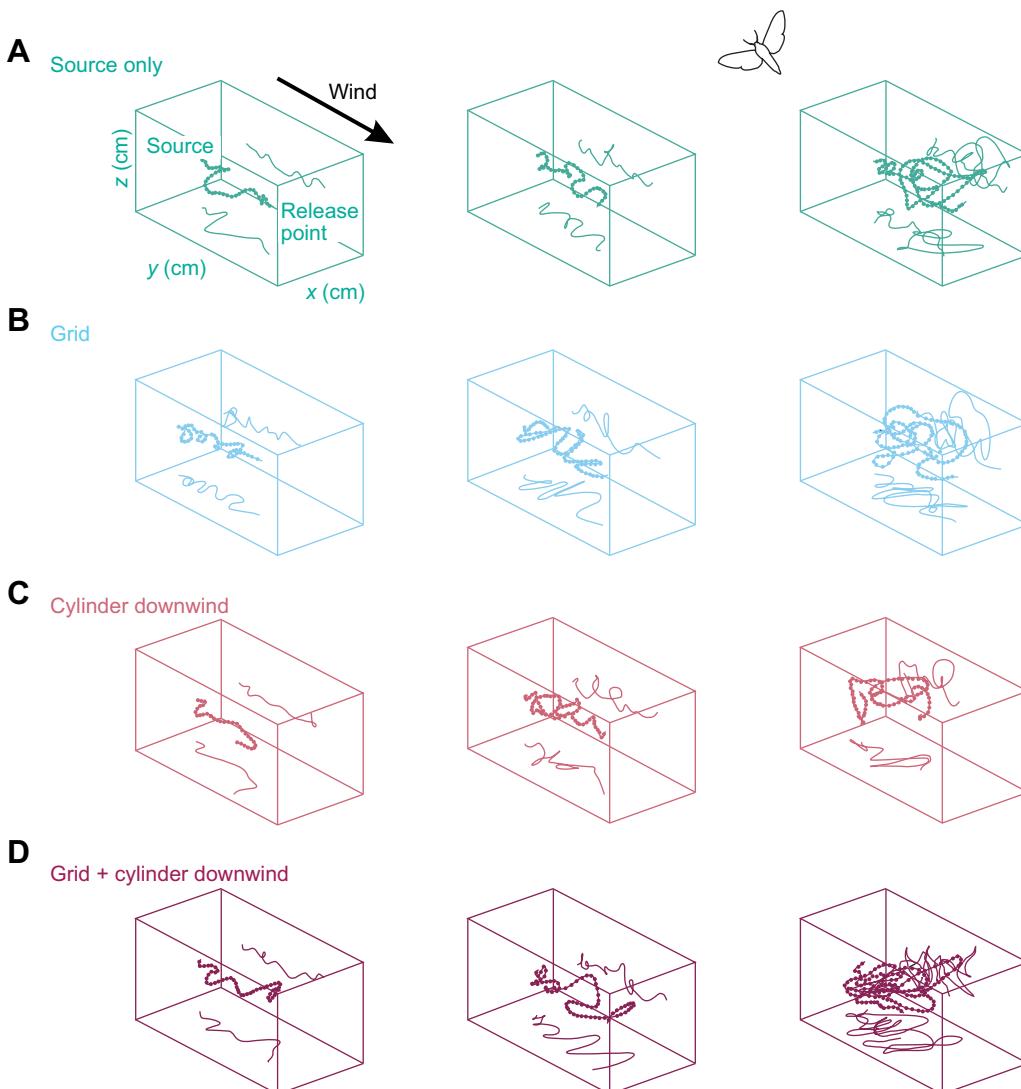 A
Source only
Wind
z (cm)
Source
Release
point
y (cm)
x (cm)
B
Grid
C
Cylinder downwind
D
Grid + cylinder downwind